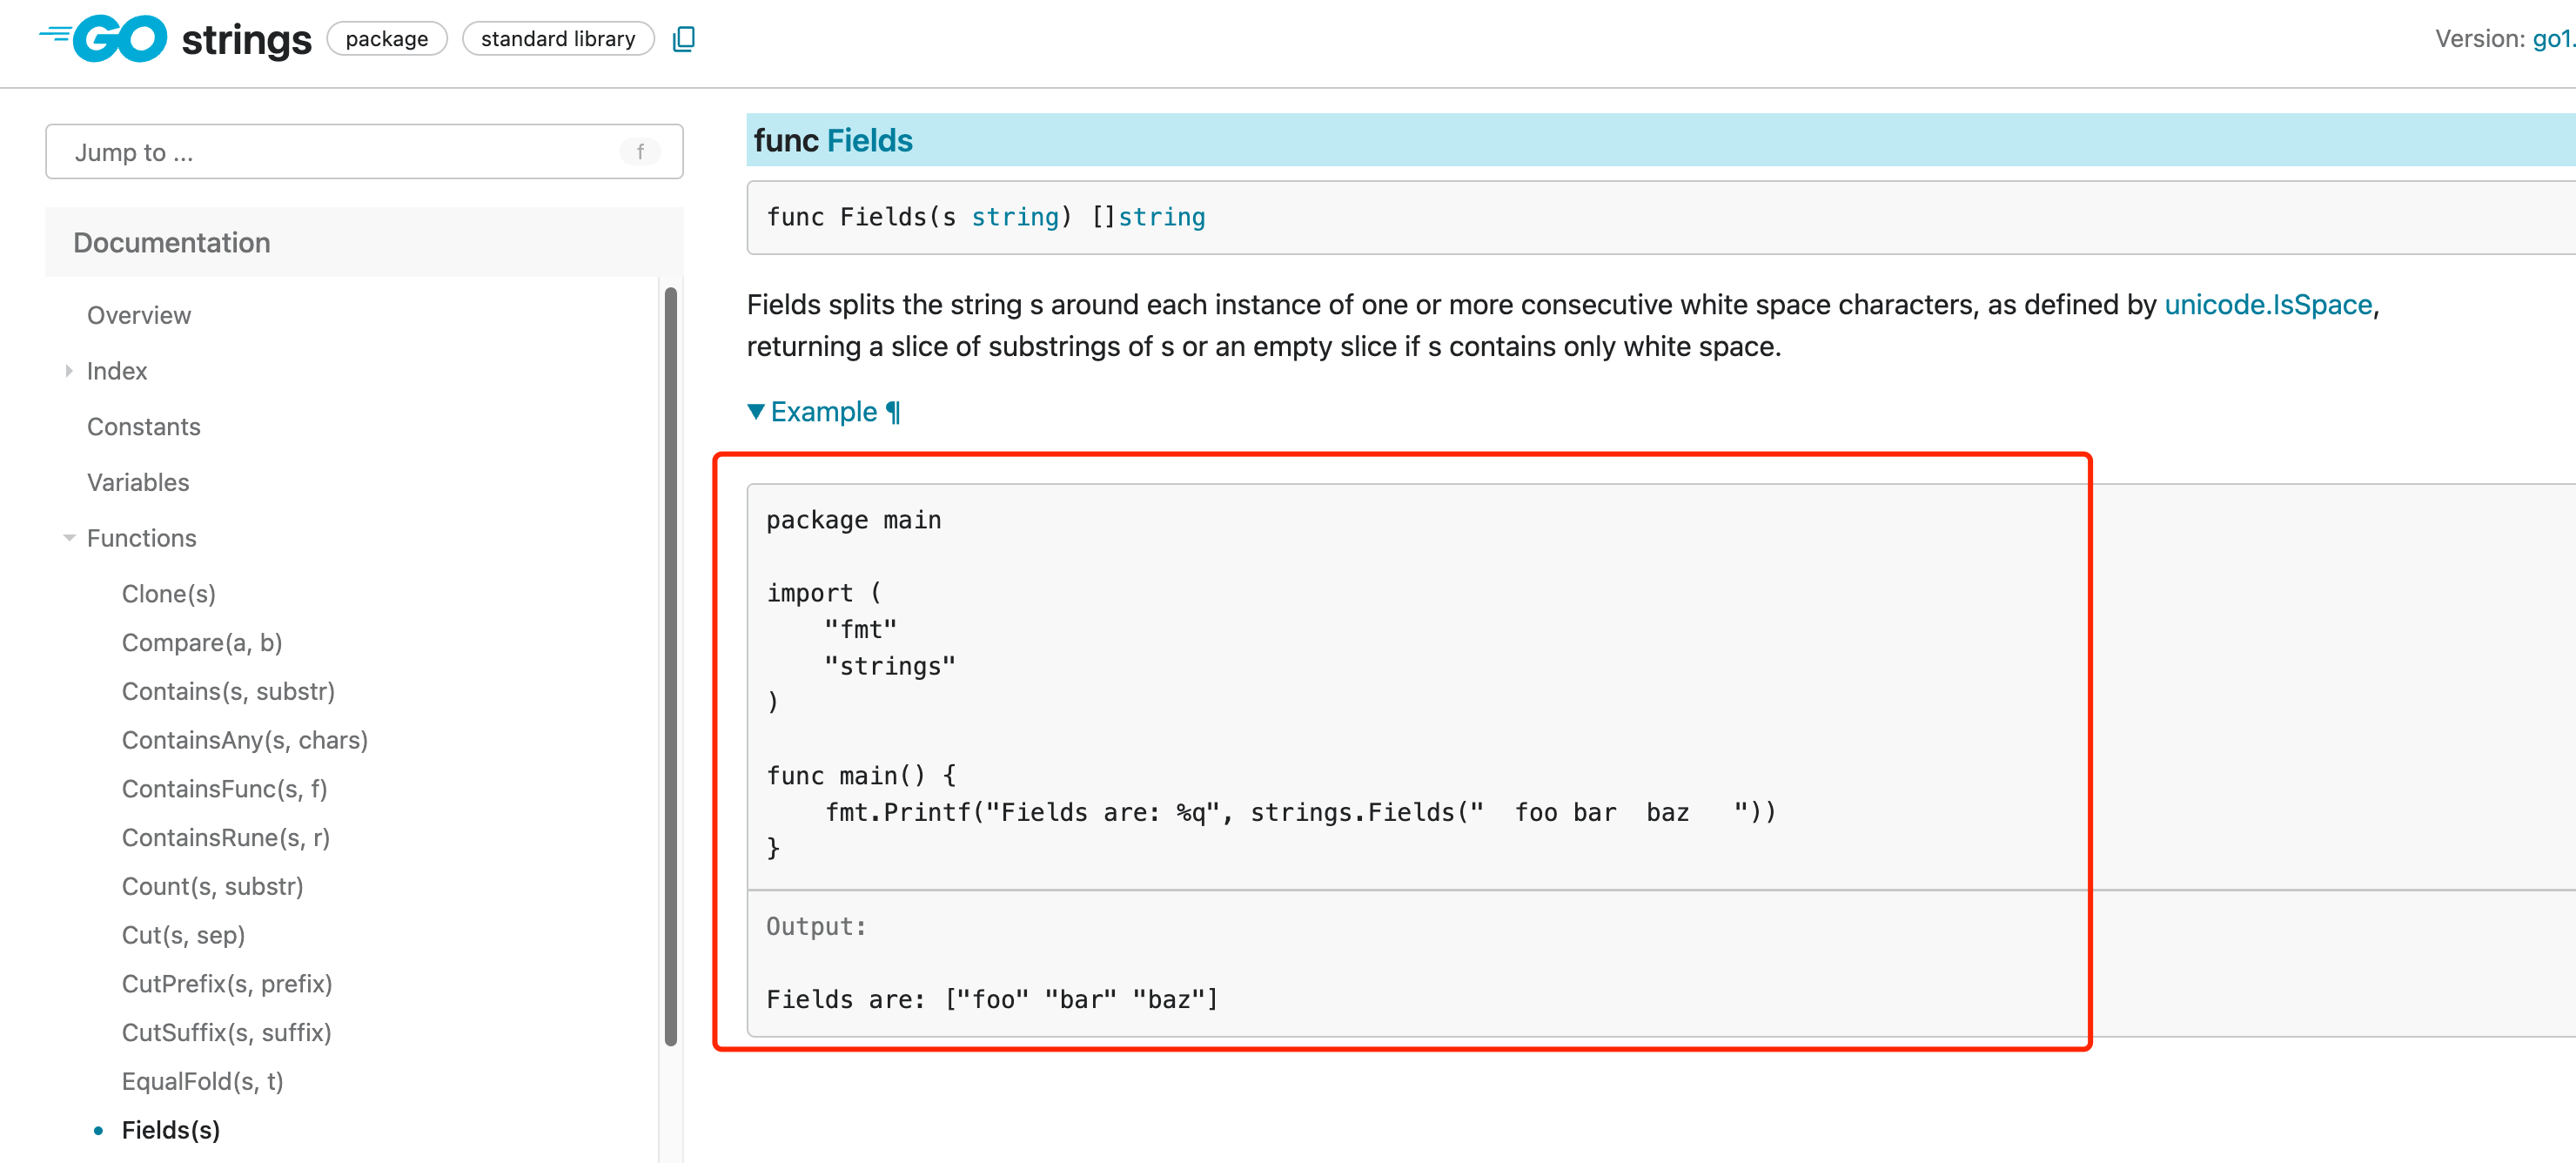 GO strings package standard library Version: go1.
Jump to ... f
Documentation
Overview
Index
Constants
Variables
Functions
Clone(s)
Compare(a, b)
Contains(s, substr)
ContainsAny(s, chars)
ContainsFunc(s, f)
ContainsRune(s, r)
Count(s, substr)
Cut(s, sep)
CutPrefix(s, prefix)
CutSuffix(s, suffix)
EqualFold(s, t)
Fields(s)
func Fields
func Fields(s string) []string
Fields splits the string s around each instance of one or more consecutive white space characters, as defined by unicode.IsSpace,
returning a slice of substrings of s or an empty slice if s contains only white space.
▼ Example ¶
package main
import (
    "fmt"
    "strings"
)
func main() {
    fmt.Printf("Fields are: %q", strings.Fields("  foo bar  baz   "))
}
Output:
Fields are: ["foo" "bar" "baz"]